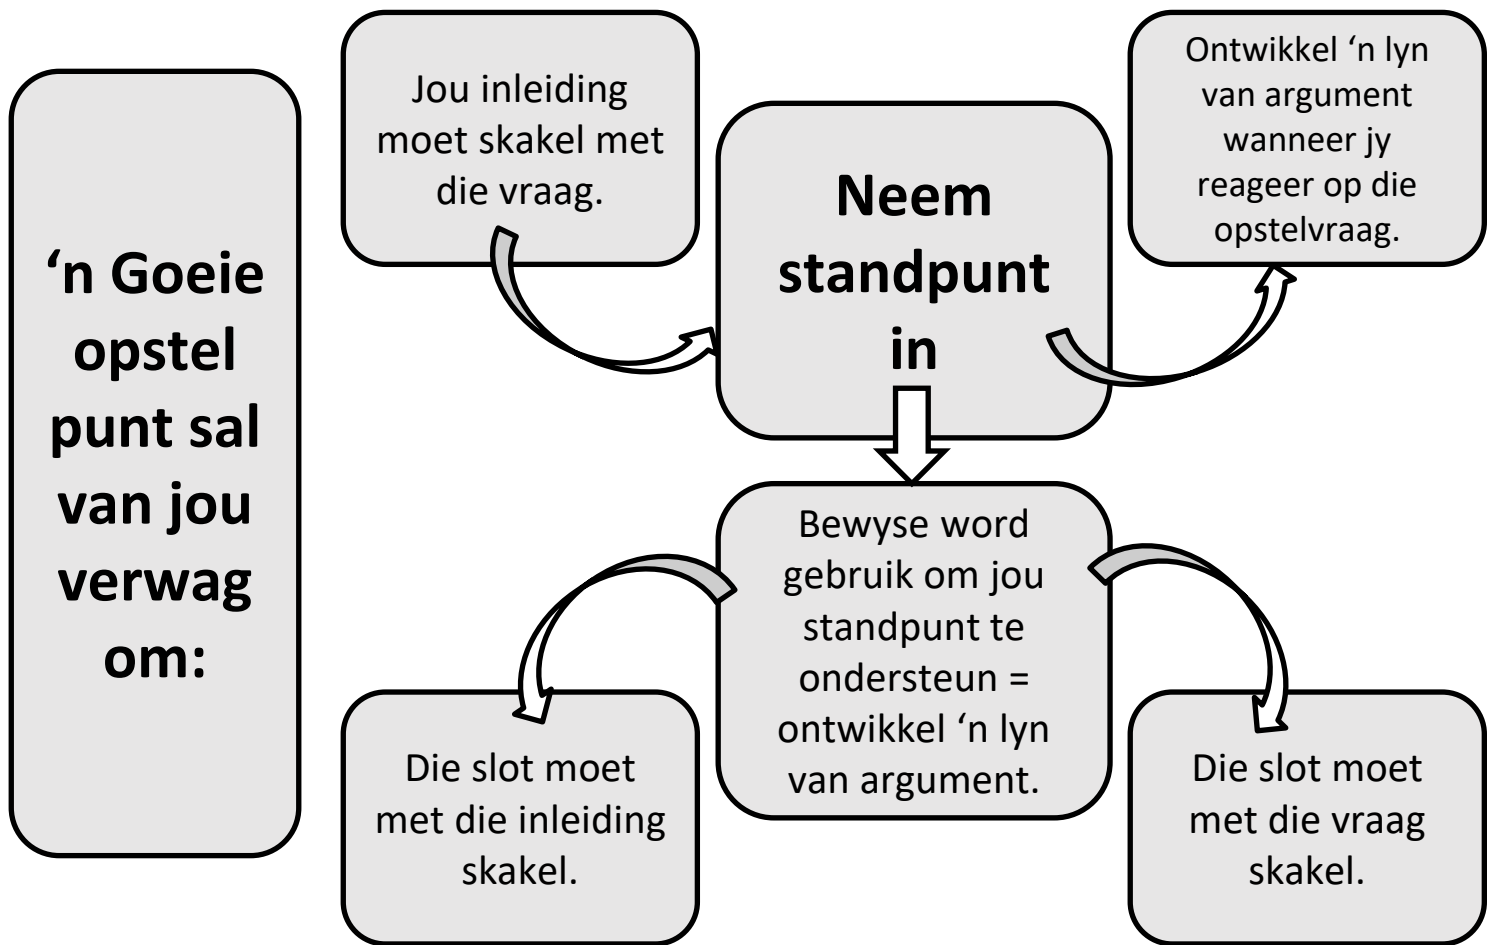 ‘n Goeie
opstel
punt sal
van jou
verwag
om:
Jou inleiding
moet skakel met
die vraag.
Neem
standpunt
in
Ontwikkel ‘n lyn
van argument
wanneer jy
reageer op die
opstelvraag.
Bewyse word
gebruik om jou
standpunt te
ondersteun =
ontwikkel ‘n lyn
van argument.
Die slot moet
met die inleiding
skakel.
Die slot moet
met die vraag
skakel.